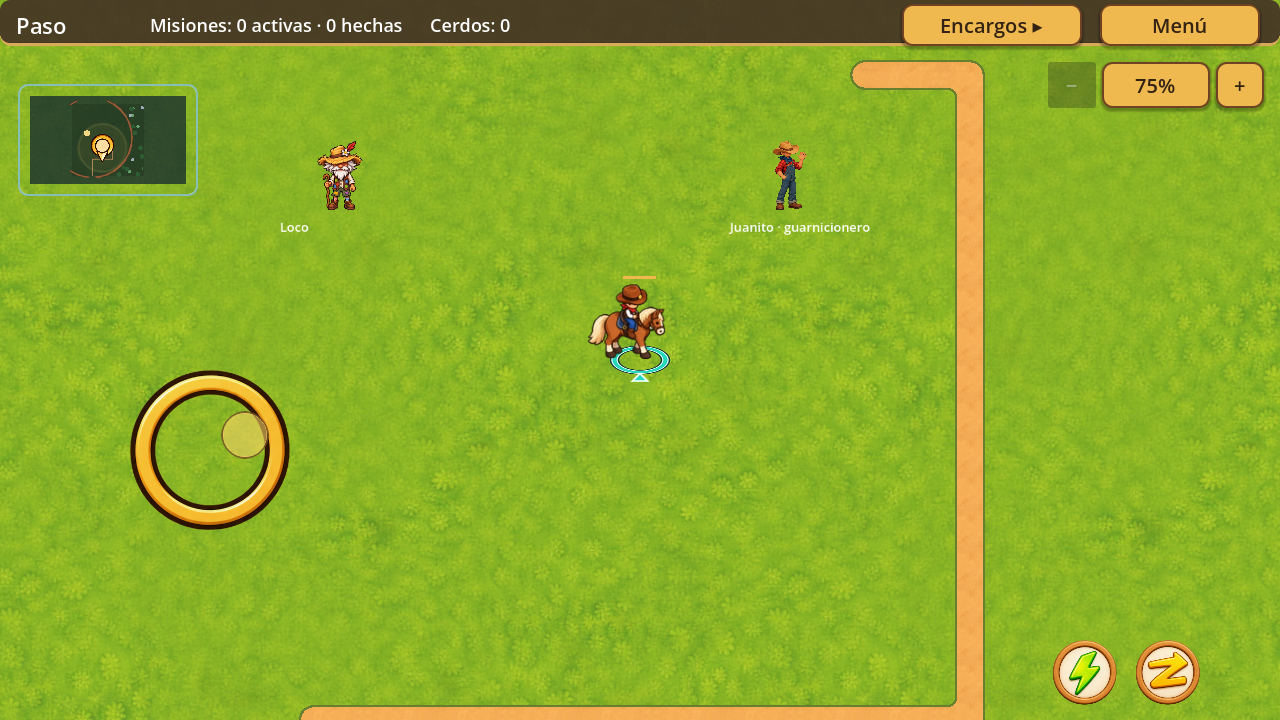 Paso
Misiones: 0 activas · 0 hechas
Cerdos: 0
Encargos ▸
Menú
−
75%
+
Loco
Juanito · guarnicionero